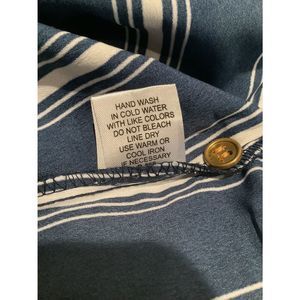 HAND WASH
IN COLD WATER
WITH LIKE COLORS
DO NOT BLEACH
LINE DRY
USE WARM OR
COOL IRON
IF NECESSARY